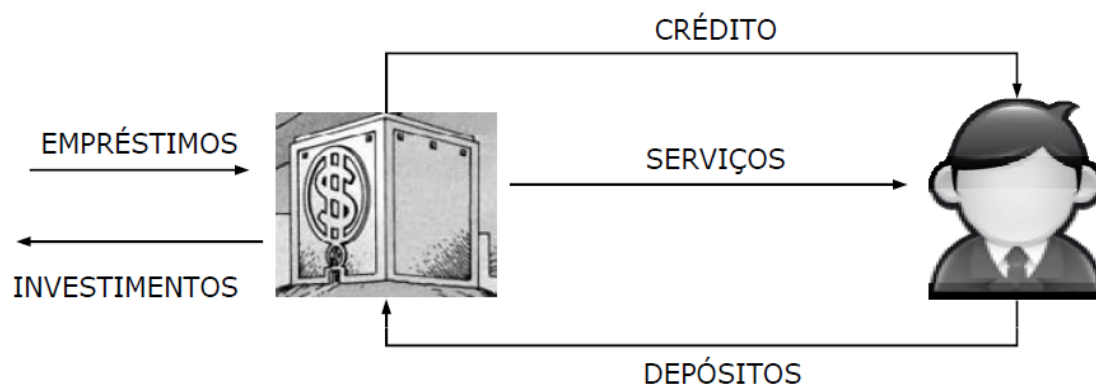 CRÉDITO
EMPRÉSTIMOS
SERVIÇOS
INVESTIMENTOS
DEPÓSITOS